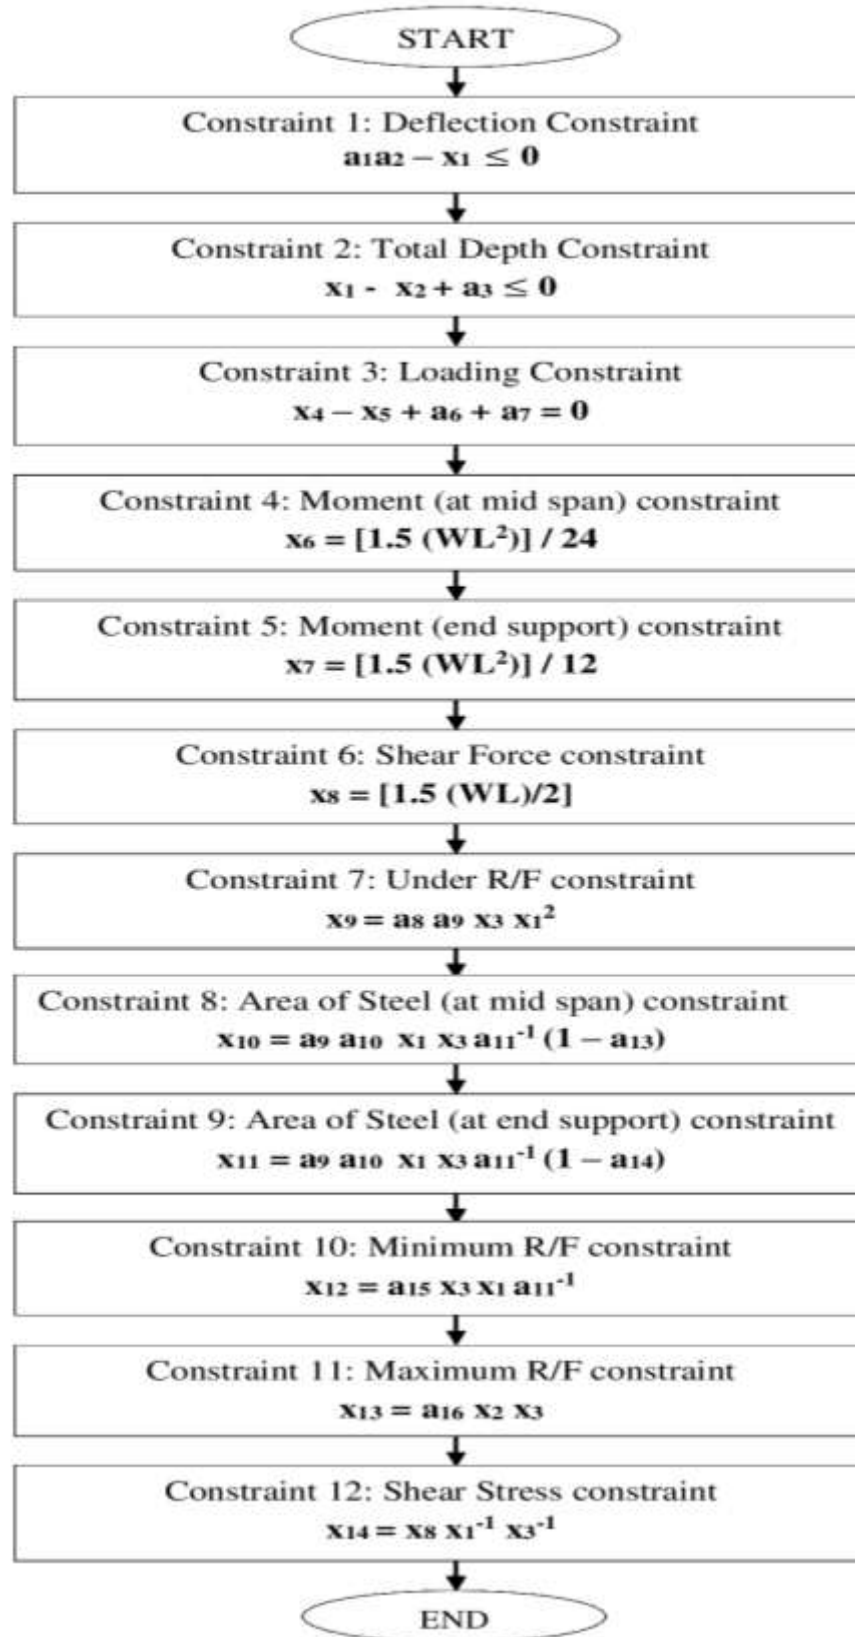 START
Constraint 1: Deflection Constraint
a₁a₂ – x₁ ≤ 0
Constraint 2: Total Depth Constraint
x₁ - x₂ + a₃ ≤ 0
Constraint 3: Loading Constraint
x₄ – x₅ + a₆ + a₇ = 0
Constraint 4: Moment (at mid span) constraint
x₆ = [1.5 (WL²)] / 24
Constraint 5: Moment (end support) constraint
x₇ = [1.5 (WL²)] / 12
Constraint 6: Shear Force constraint
x₈ = [1.5 (WL)/2]
Constraint 7: Under R/F constraint
x₉ = a₈ a₉ x₃ x₁²
Constraint 8: Area of Steel (at mid span) constraint
x₁₀ = a₉ a₁₀ x₁ x₃ a₁₁⁻¹ (1 – a₁₃)
Constraint 9: Area of Steel (at end support) constraint
x₁₁ = a₉ a₁₀ x₁ x₃ a₁₁⁻¹ (1 – a₁₄)
Constraint 10: Minimum R/F constraint
x₁₂ = a₁₅ x₃ x₁ a₁₁⁻¹
Constraint 11: Maximum R/F constraint
x₁₃ = a₁₆ x₂ x₃
Constraint 12: Shear Stress constraint
x₁₄ = x₈ x₁⁻¹ x₃⁻¹
END